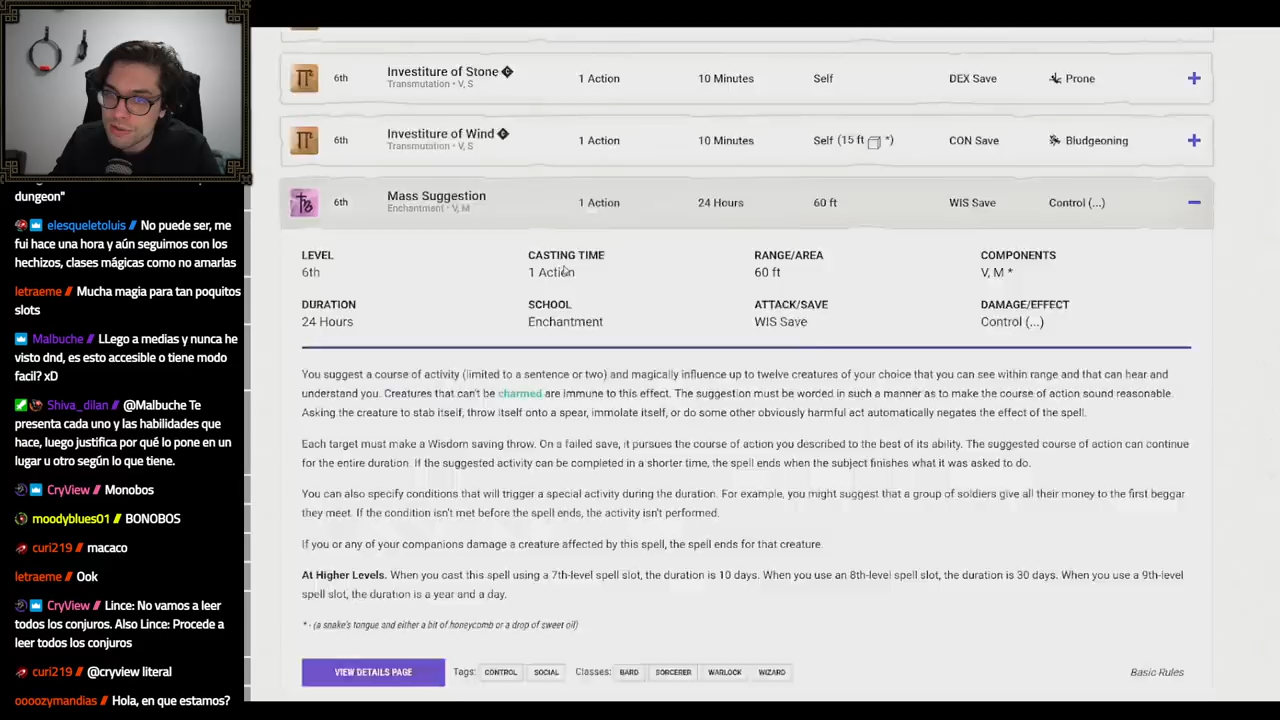 dungeon"
elesqueletoluis // No puede ser, me
fui hace una hora y aún seguimos con los
hechizos, clases mágicas como no amarlas
letraeme // Mucha magia para tan poquitos
slots
Malbuche // LLego a medias y nunca he
visto dnd, es esto accesible o tiene modo
facil? xD
Shiva_dilan // @Malbuche Te
presenta cada uno y las habilidades que
hace, luego justifica por qué lo pone en un
lugar u otro según lo que tiene.
CryView // Monobos
moodyblues01 // BONOBOS
curi219 // macaco
letraeme // Ook
CryView // Lince: No vamos a leer
todos los conjuros. Also Lince: Procede a
leer todos los conjuros
curi219 // @cryview literal
oooozymandias // Hola, en que estamos?
6th Investiture of Stone 1 Action 10 Minutes Self DEX Save Prone +
Transmutation • V, S
6th Investiture of Wind 1 Action 10 Minutes Self (15 ft *) CON Save Bludgeoning +
Transmutation • V, S
6th Mass Suggestion 1 Action 24 Hours 60 ft WIS Save Control (...) –
Enchantment • V, M
LEVEL CASTING TIME RANGE/AREA COMPONENTS
6th 1 Action 60 ft V, M *
DURATION SCHOOL ATTACK/SAVE DAMAGE/EFFECT
24 Hours Enchantment WIS Save Control (...)
You suggest a course of activity (limited to a sentence or two) and magically influence up to twelve creatures of your choice that you can see within range and that can hear and
understand you. Creatures that can't be charmed are immune to this effect. The suggestion must be worded in such a manner as to make the course of action sound reasonable.
Asking the creature to stab itself, throw itself onto a spear, immolate itself, or do some other obviously harmful act automatically negates the effect of the spell.
Each target must make a Wisdom saving throw. On a failed save, it pursues the course of action you described to the best of its ability. The suggested course of action can continue
for the entire duration. If the suggested activity can be completed in a shorter time, the spell ends when the subject finishes what it was asked to do.
You can also specify conditions that will trigger a special activity during the duration. For example, you might suggest that a group of soldiers give all their money to the first beggar
they meet. If the condition isn't met before the spell ends, the activity isn't performed.
If you or any of your companions damage a creature affected by this spell, the spell ends for that creature.
At Higher Levels. When you cast this spell using a 7th-level spell slot, the duration is 10 days. When you use an 8th-level spell slot, the duration is 30 days. When you use a 9th-level
spell slot, the duration is a year and a day.
* - (a snake's tongue and either a bit of honeycomb or a drop of sweet oil)
VIEW DETAILS PAGE Tags: CONTROL SOCIAL Classes: BARD SORCERER WARLOCK WIZARD Basic Rules